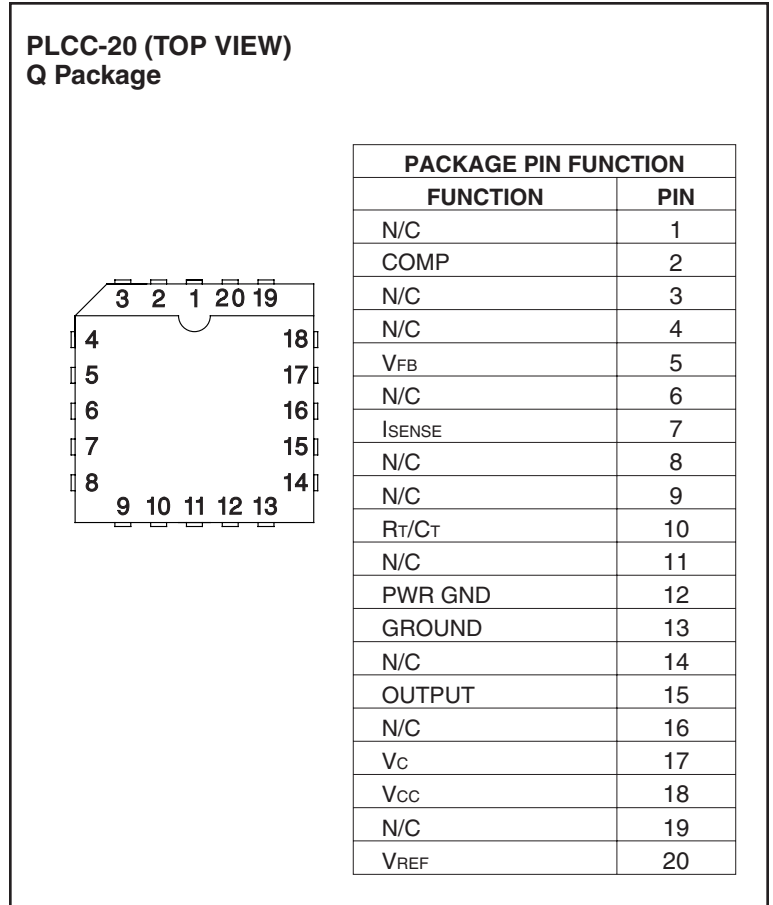 PLCC-20 (TOP VIEW)
Q Package
3 2 1 20 19
4 18
5 17
6 16
7 15
8 14
9 10 11 12 13
PACKAGE PIN FUNCTION
FUNCTION PIN
N/C 1
COMP 2
N/C 3
N/C 4
VFB 5
N/C 6
ISENSE 7
N/C 8
N/C 9
RT/CT 10
N/C 11
PWR GND 12
GROUND 13
N/C 14
OUTPUT 15
N/C 16
VC 17
VCC 18
N/C 19
VREF 20